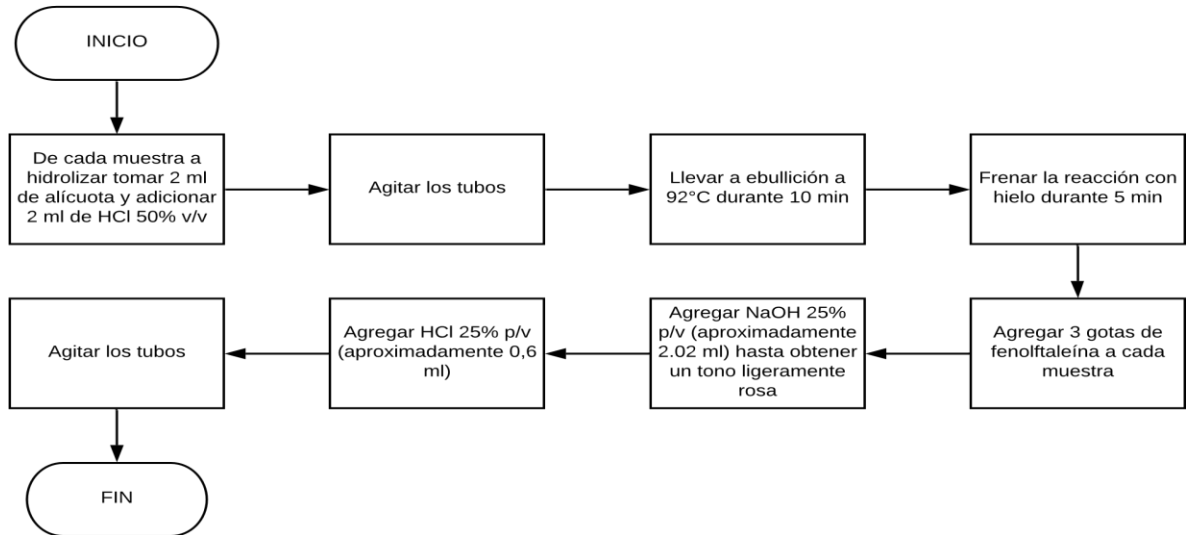 INICIO
De cada muestra a
hidrolizar tomar 2 ml
de alícuota y adicionar
2 ml de HCl 50% v/v
Agitar los tubos
Llevar a ebullición a
92°C durante 10 min
Frenar la reacción con
hielo durante 5 min
Agregar 3 gotas de
fenolftaleína a cada
muestra
Agregar NaOH 25%
p/v (aproximadamente
2.02 ml) hasta obtener
un tono ligeramente
rosa
Agregar HCl 25% p/v
(aproximadamente 0,6
ml)
Agitar los tubos
FIN